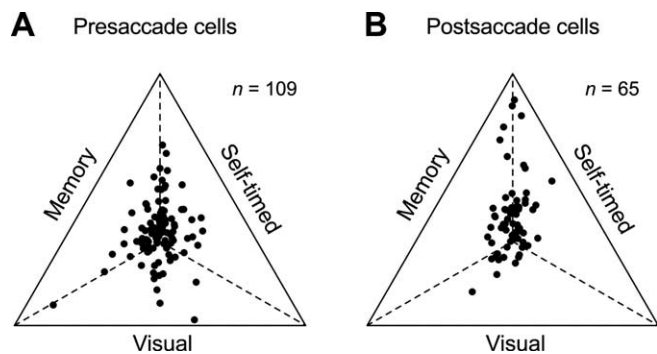 A Presaccade cells
n = 109
Memory
Self-timed
Visual
B Postsaccade cells
n = 65
Memory
Self-timed
Visual